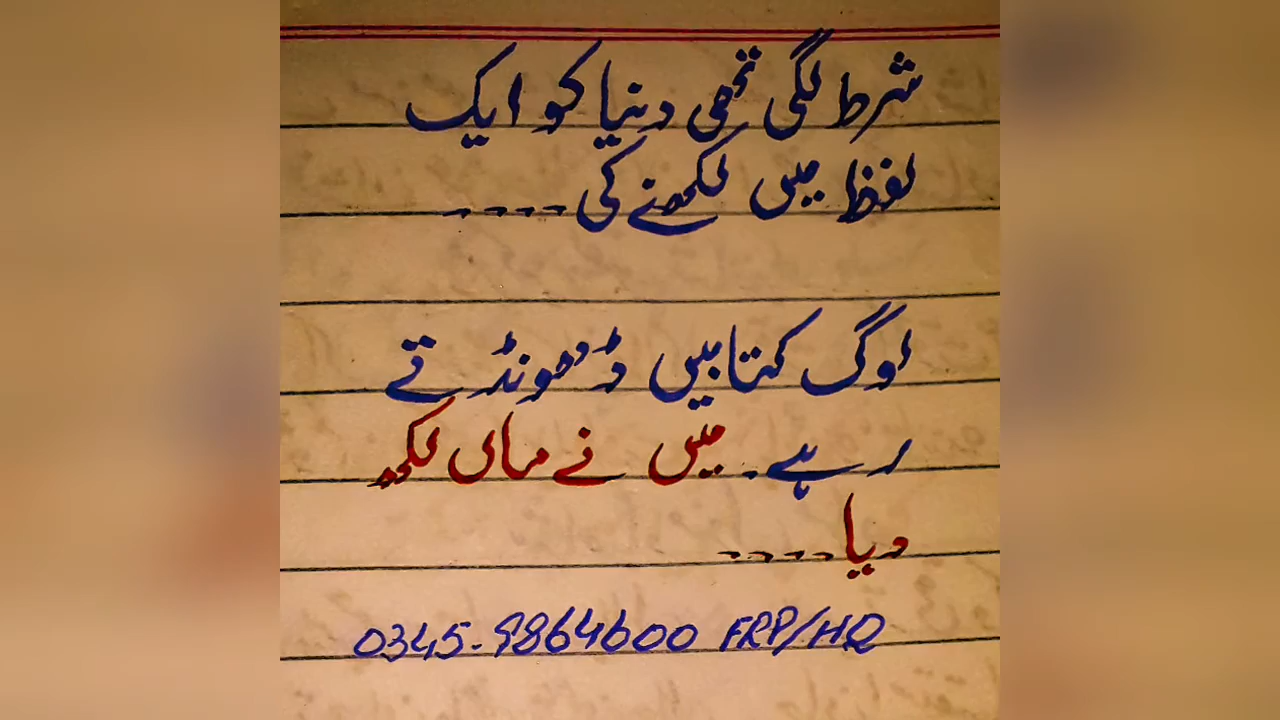 شرط لگی تھی دنیا کو ایک
لفظ میں لکھنے کی ----
لوگ کتابیں ڈھونڈتے
رہے۔ میں نے ماں لکھ
دیا ----
0345-9864600 FRP/HQ